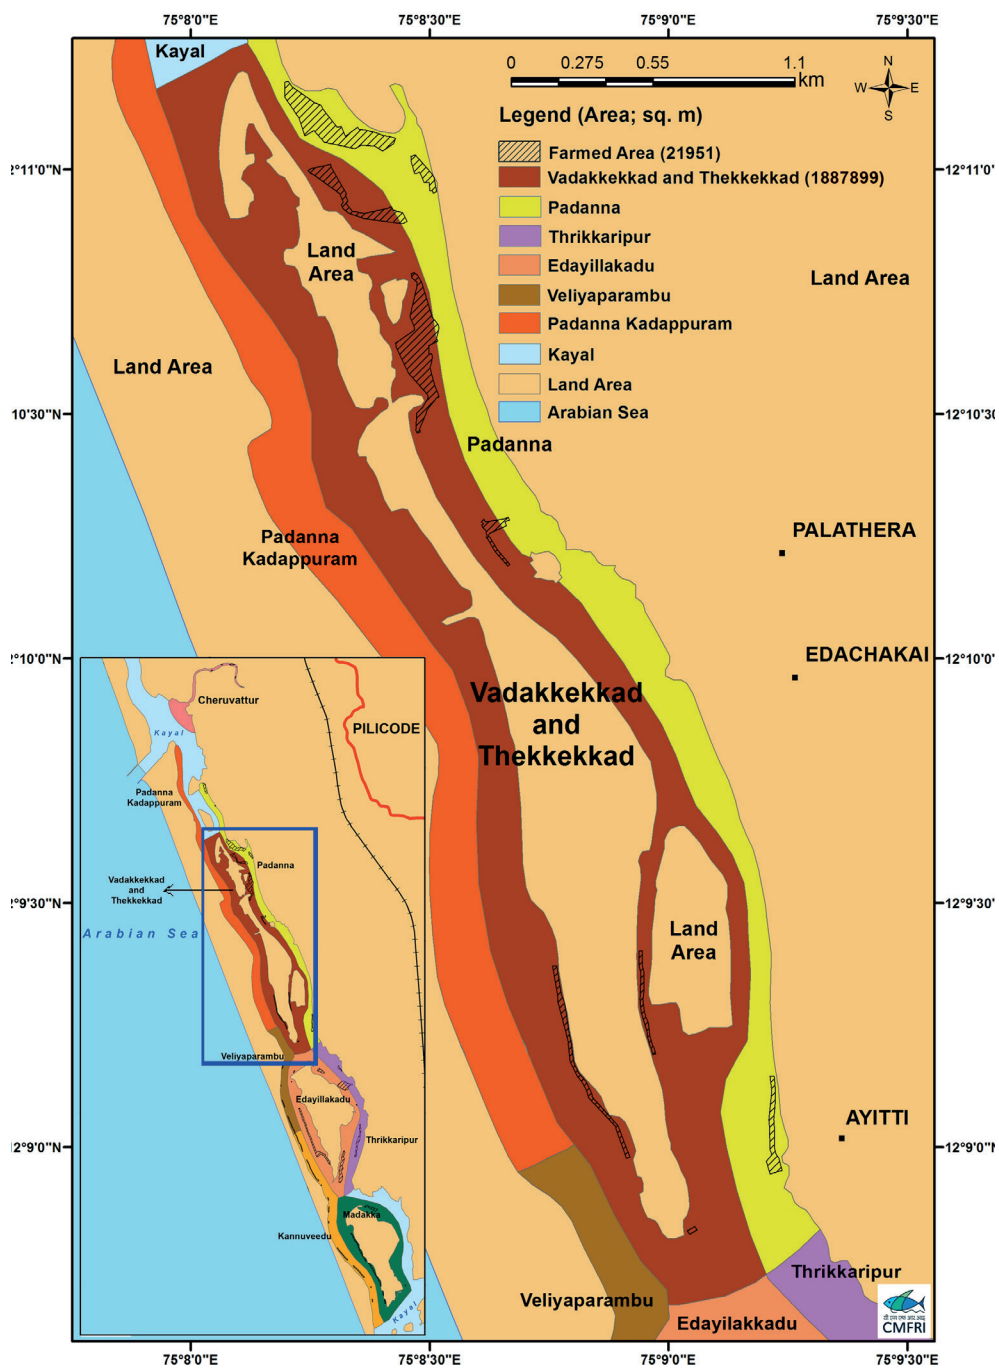 75°8'0"E
75°8'30"E
75°9'0"E
75°9'30"E
Kayal
0
0.275
0.55
1.1
km
N
W
E
S
Legend (Area; sq. m)
Farmed Area (21951)
Vadakkekkad and Thekkekkad (1887899)
Padanna
Thrikkaripur
Edayillakadu
Veliyaparambu
Padanna Kadappuram
Kayal
Land Area
Arabian Sea
2°11'0"N
12°11'0"N
Land
Area
Land Area
Land Area
10'30"N
12°10'30
Padanna
Padanna
Kadappuram
PALATHERA
2°10'0"N
12°10'0"N
EDACHAKAI
Vadakkekkad
and
Thekkekkad
Cheruvattur
Kayal
PILICODE
Padanna
Kadappuram
Padanna
Vadakkekkad
and
Thekkekkad
Arabian Sea
2°9'30"N
12°9'30"N
Land
Area
Veliyaparambu
Edayillakadu
Thrikkaripur
Madakka
Kannuveedu
Kayal
2°9'0"N
12°9'0"N
AYITTI
Thrikkaripur
Veliyaparambu
Edayilakkadu
CMFRI
75°8'0"E
75°8'30"E
75°9'0"E
75°9'30"E